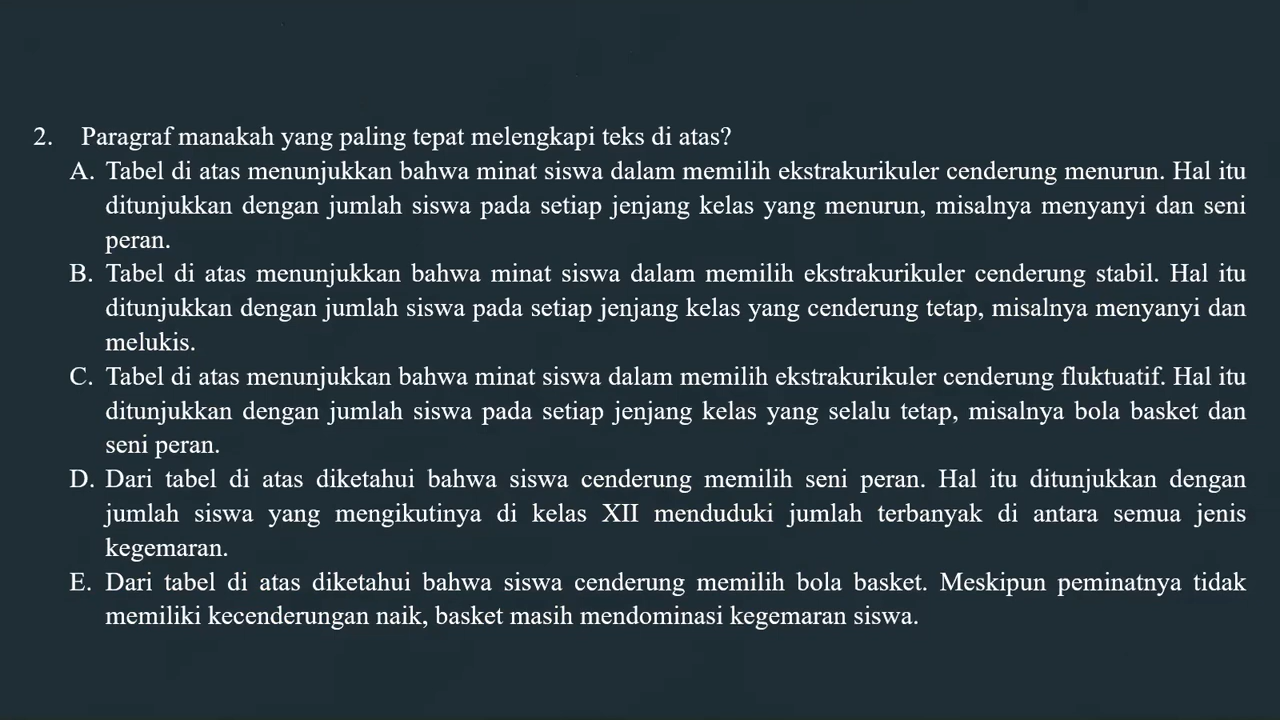 2. Paragraf manakah yang paling tepat melengkapi teks di atas?
A. Tabel di atas menunjukkan bahwa minat siswa dalam memilih ekstrakurikuler cenderung menurun. Hal itu
ditunjukkan dengan jumlah siswa pada setiap jenjang kelas yang menurun, misalnya menyanyi dan seni
peran.
B. Tabel di atas menunjukkan bahwa minat siswa dalam memilih ekstrakurikuler cenderung stabil. Hal itu
ditunjukkan dengan jumlah siswa pada setiap jenjang kelas yang cenderung tetap, misalnya menyanyi dan
melukis.
C. Tabel di atas menunjukkan bahwa minat siswa dalam memilih ekstrakurikuler cenderung fluktuatif. Hal itu
ditunjukkan dengan jumlah siswa pada setiap jenjang kelas yang selalu tetap, misalnya bola basket dan
seni peran.
D. Dari tabel di atas diketahui bahwa siswa cenderung memilih seni peran. Hal itu ditunjukkan dengan
jumlah siswa yang mengikutinya di kelas XII menduduki jumlah terbanyak di antara semua jenis
kegemaran.
E. Dari tabel di atas diketahui bahwa siswa cenderung memilih bola basket. Meskipun peminatnya tidak
memiliki kecenderungan naik, basket masih mendominasi kegemaran siswa.